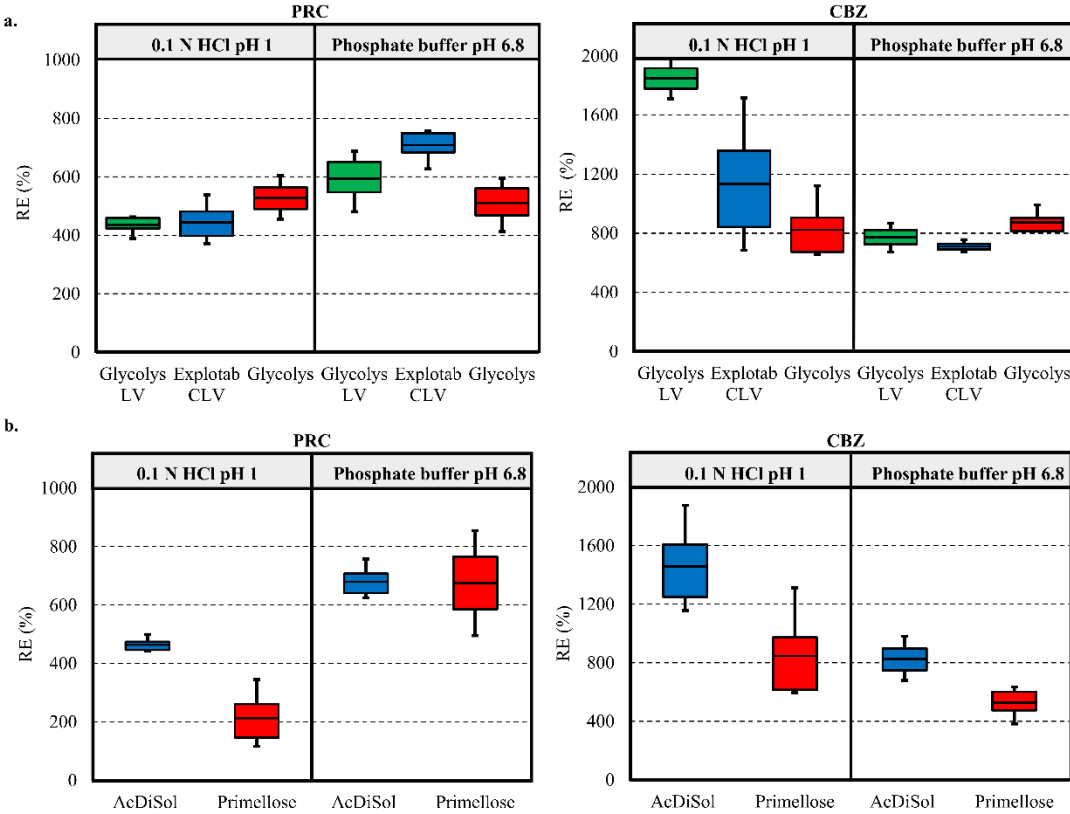 a.
PRC
0.1 N HCl pH 1
Phosphate buffer pH 6.8
1000
800
600
400
200
0
RE (%)
Glycolys
LV
Explotab
CLV
Glycolys
Glycolys
LV
Explotab
CLV
Glycolys
CBZ
0.1 N HCl pH 1
Phosphate buffer pH 6.8
2000
1600
1200
800
400
0
RE (%)
Glycolys
LV
Explotab
CLV
Glycolys
Glycolys
LV
Explotab
CLV
Glycolys
b.
PRC
0.1 N HCl pH 1
Phosphate buffer pH 6.8
1000
800
600
400
200
0
RE (%)
AcDiSol
Primellose
AcDiSol
Primellose
CBZ
0.1 N HCl pH 1
Phosphate buffer pH 6.8
2000
1600
1200
800
400
0
RE (%)
AcDiSol
Primellose
AcDiSol
Primellose